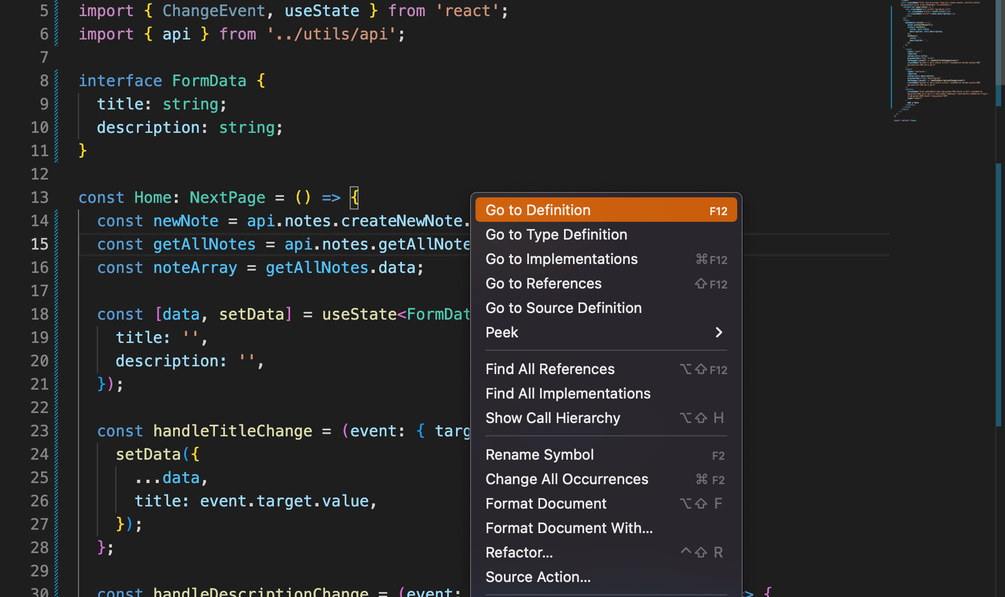 5 import { ChangeEvent, useState } from 'react';
6 import { api } from '../utils/api';
7
8 interface FormData {
9 title: string;
10 description: string;
11 }
12
13 const Home: NextPage = () => {
14 const newNote = api.notes.createNewNote.
15 const getAllNotes = api.notes.getAllNote
16 const noteArray = getAllNotes.data;
17
18 const [data, setData] = useState<FormDat
19 title: '',
20 description: '',
21 });
22
23 const handleTitleChange = (event: { targ
24 setData({
25 ...data,
26 title: event.target.value,
27 });
28 };
29
30 const handleDescriptionChange = (event: > {
Go to Definition F12
Go to Type Definition
Go to Implementations ⌘F12
Go to References ⇧F12
Go to Source Definition
Peek
Find All References ⌥⇧F12
Find All Implementations
Show Call Hierarchy ⌥⇧ H
Rename Symbol F2
Change All Occurrences ⌘ F2
Format Document ⌥⇧ F
Format Document With...
Refactor... ^⇧ R
Source Action...